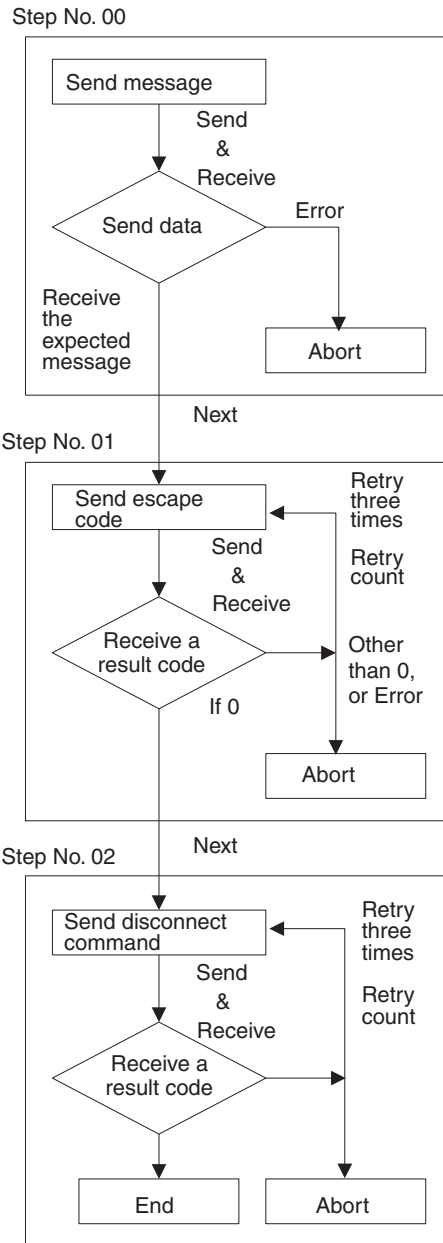 Step No. 00
Send message
Send
&
Receive
Send data
Error
Receive
the
expected
message
Abort
Next
Step No. 01
Send escape
code
Retry
three
times
Retry
count
Send
&
Receive
Receive a
result code
Other
than 0,
or Error
If 0
Abort
Next
Step No. 02
Send disconnect
command
Retry
three
times
Retry
count
Send
&
Receive
Receive a
result code
End
Abort